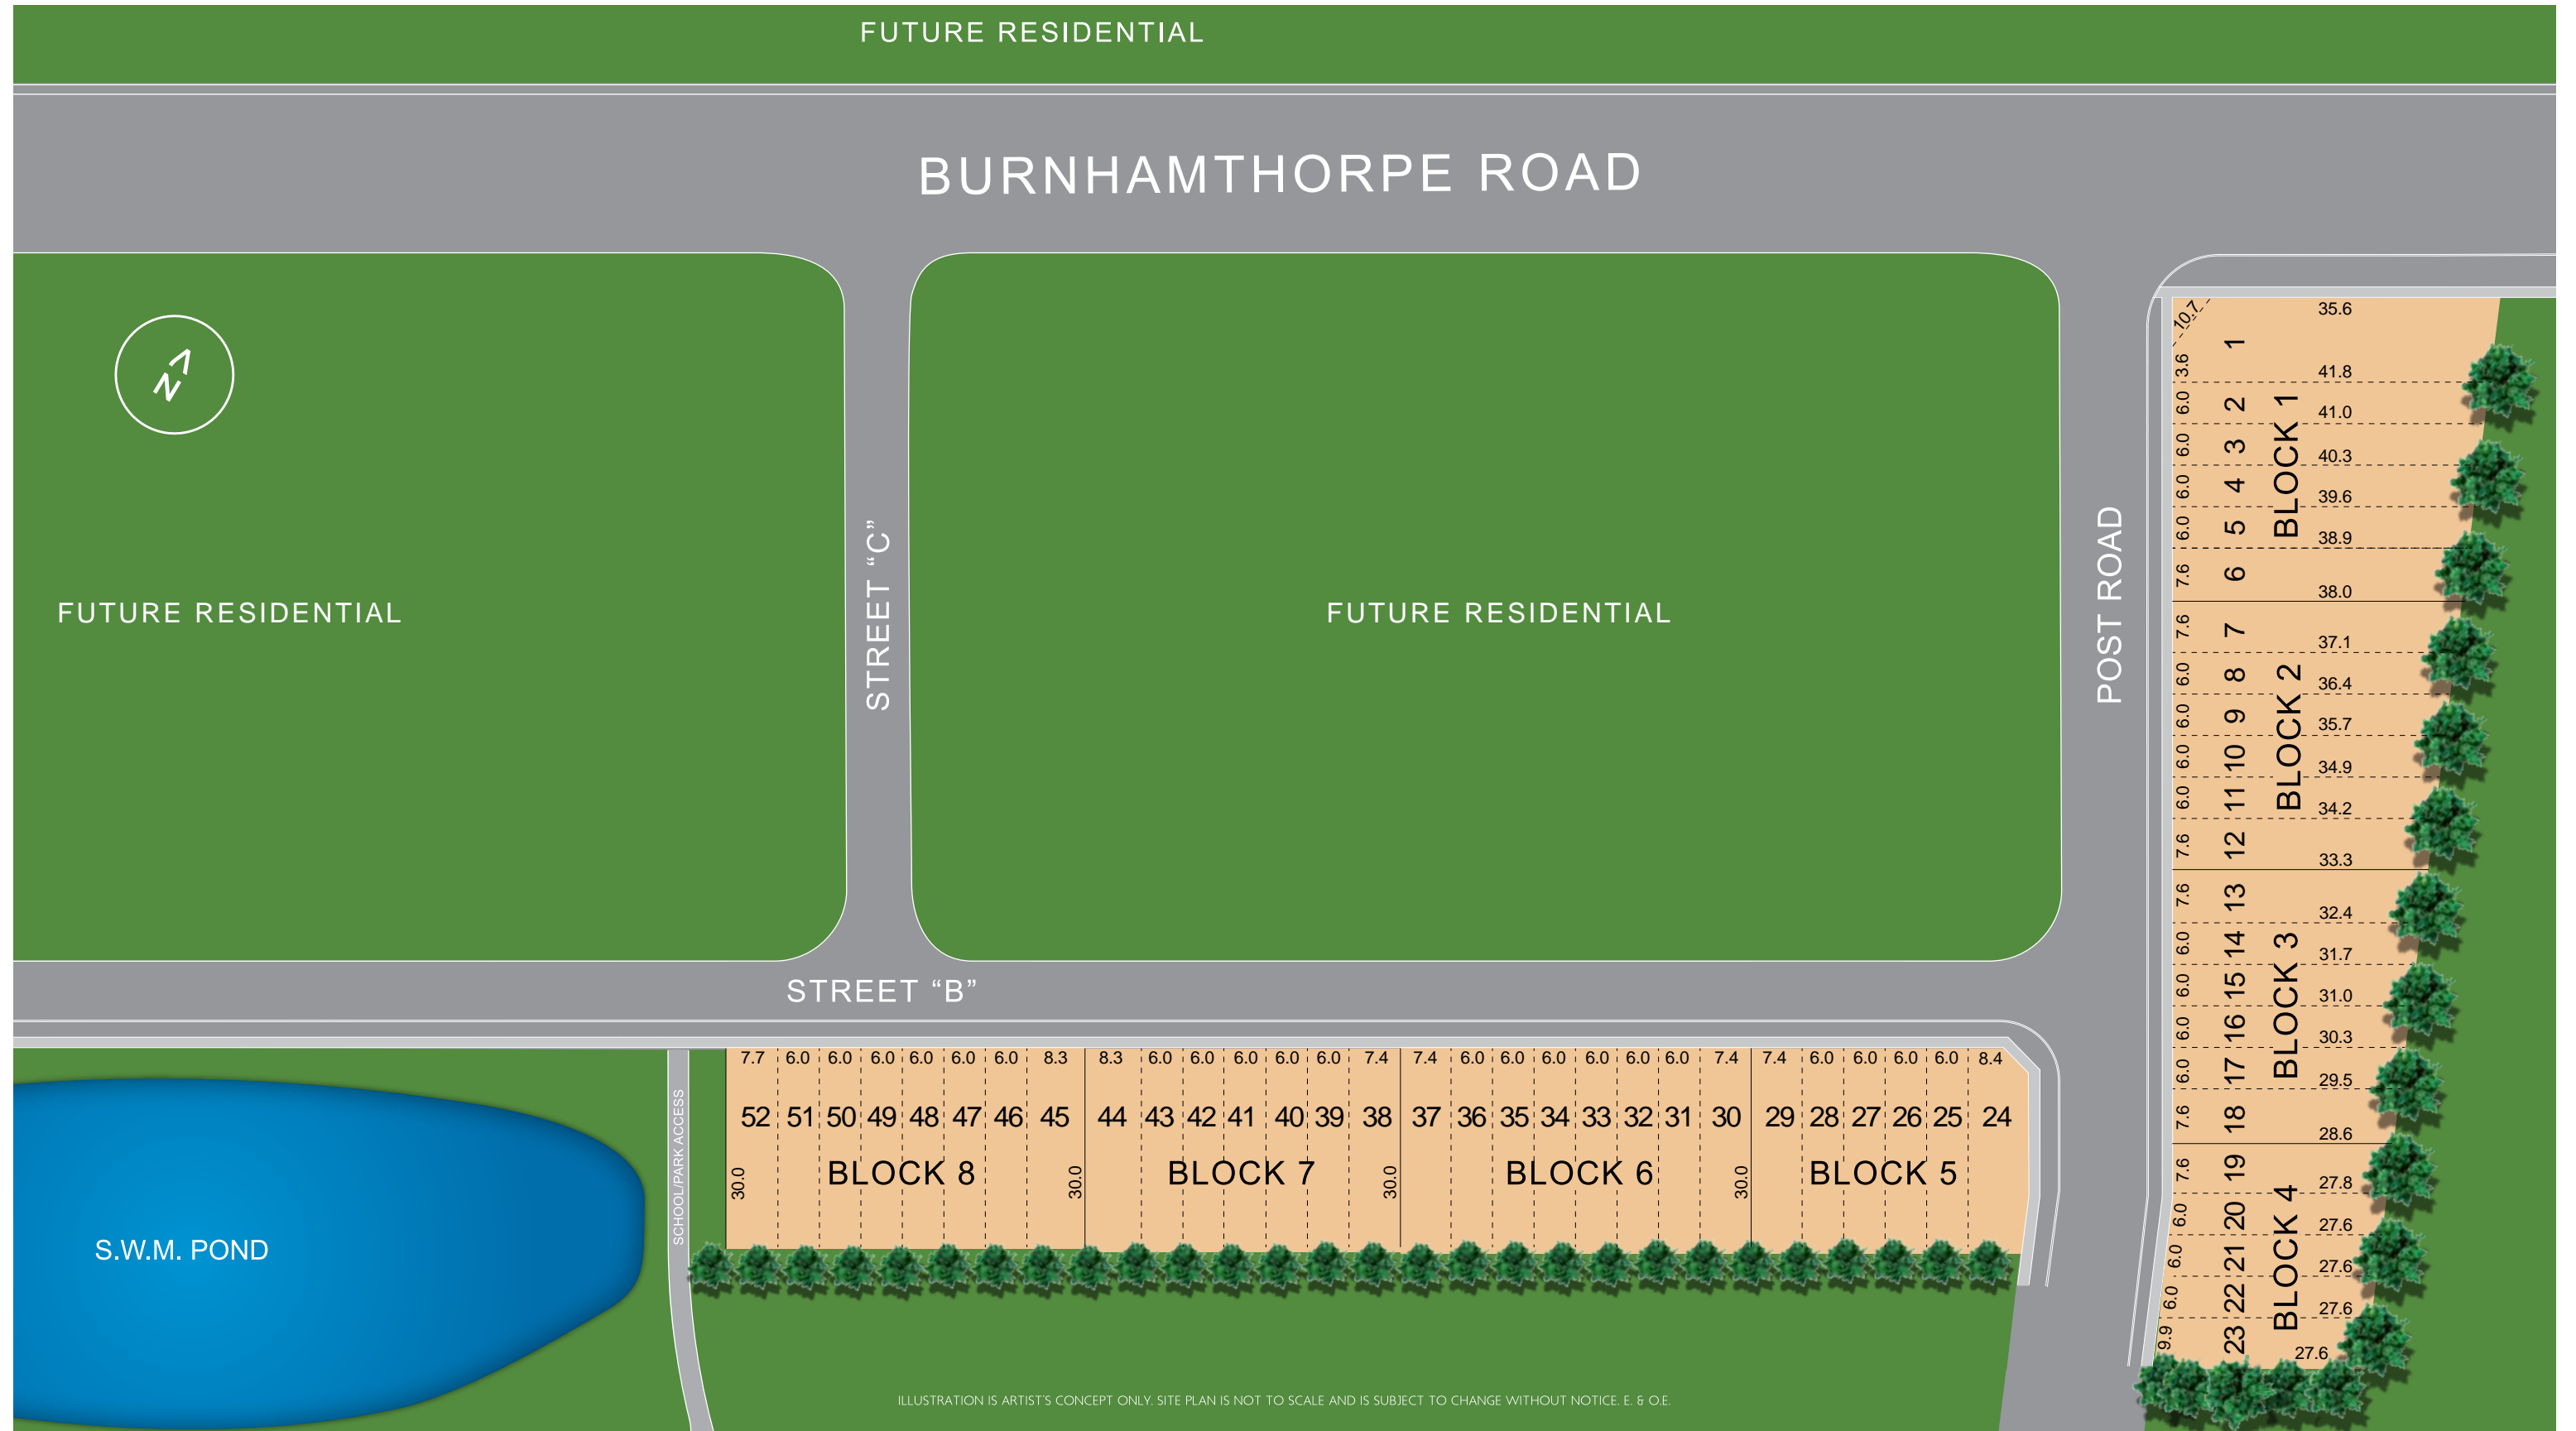 FUTURE RESIDENTIAL
BURNHAMTHORPE ROAD
N
FUTURE RESIDENTIAL
STREET “C”
FUTURE RESIDENTIAL
POST ROAD
STREET “B”
10.7
35.6
3.6 1 41.8
6.0 2 41.0
6.0 3 40.3
6.0 4 39.6
6.0 5 38.9
7.6 6 38.0
BLOCK 1
7.6 7 37.1
6.0 8 36.4
6.0 9 35.7
6.0 10 34.9
6.0 11 34.2
7.6 12 33.3
BLOCK 2
7.6 13 32.4
6.0 14 31.7
6.0 15 31.0
6.0 16 30.3
6.0 17 29.5
7.6 18 28.6
BLOCK 3
7.6 19 27.8
6.0 20 27.6
6.0 21 27.6
6.0 22 27.6
9.9 23 27.6
BLOCK 4
7.7 6.0 6.0 6.0 6.0 6.0 6.0 8.3 8.3 6.0 6.0 6.0 6.0 6.0 7.4 7.4 6.0 6.0 6.0 6.0 6.0 6.0 7.4 7.4 6.0 6.0 6.0 6.0 8.4
52 51 50 49 48 47 46 45 44 43 42 41 40 39 38 37 36 35 34 33 32 31 30 29 28 27 26 25 24
30.0 BLOCK 8 30.0 BLOCK 7 30.0 BLOCK 6 30.0 BLOCK 5
SCHOOL/PARK ACCESS
S.W.M. POND
ILLUSTRATION IS ARTIST’S CONCEPT ONLY. SITE PLAN IS NOT TO SCALE AND IS SUBJECT TO CHANGE WITHOUT NOTICE. E. & O.E.